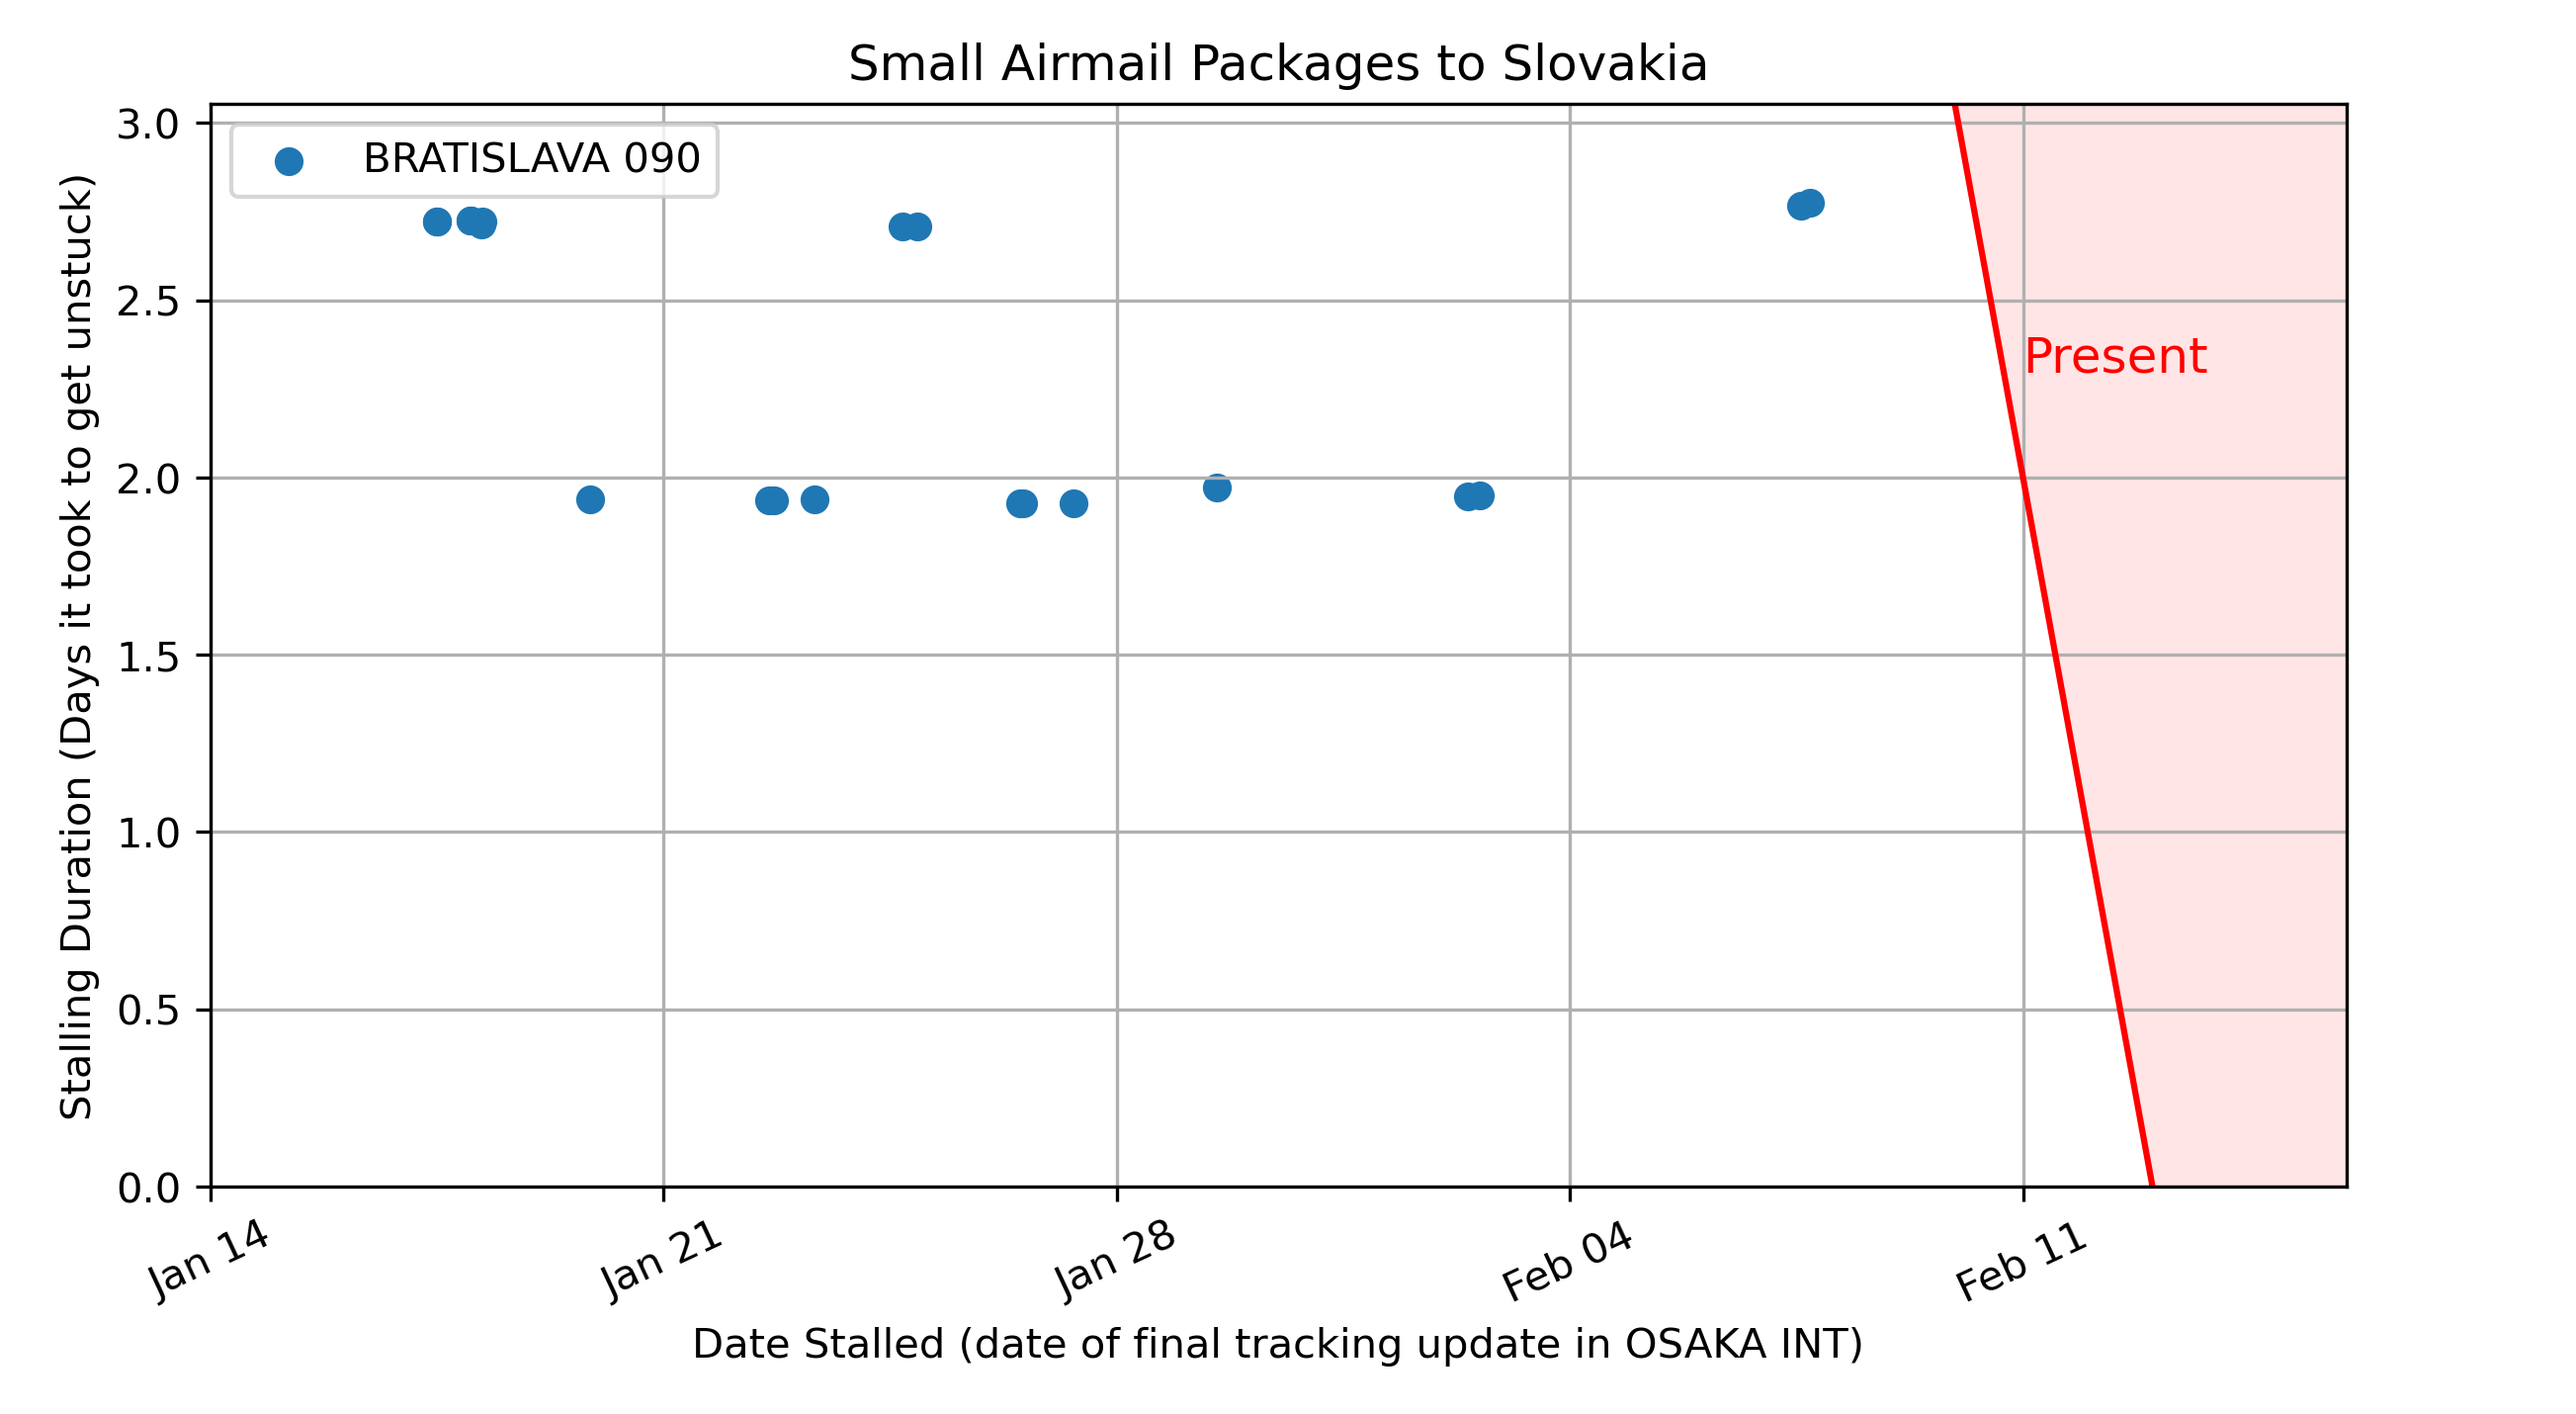 Small Airmail Packages to Slovakia
BRATISLAVA 090
Present
Stalling Duration (Days it took to get unstuck)
3.0
2.5
2.0
1.5
1.0
0.5
0.0
Jan 14
Jan 21
Jan 28
Feb 04
Feb 11
Date Stalled (date of final tracking update in OSAKA INT)